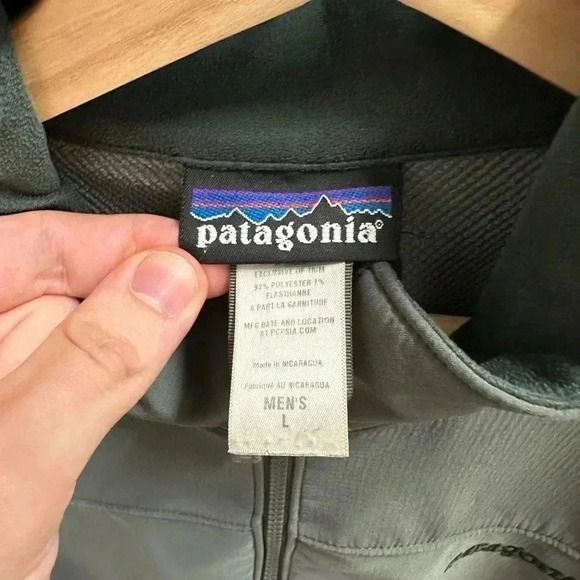 patagonia®
EXCLUSIVE OF TRIM
93% POLYESTER 7%
ELASTHANNE
A PART LA GARNITURE
MFG DATE AND LOCATION
AT PCPSIA.COM
Made in NICARAGUA
Fabriqué AU NICARAGUA
MEN'S
L
patagonia